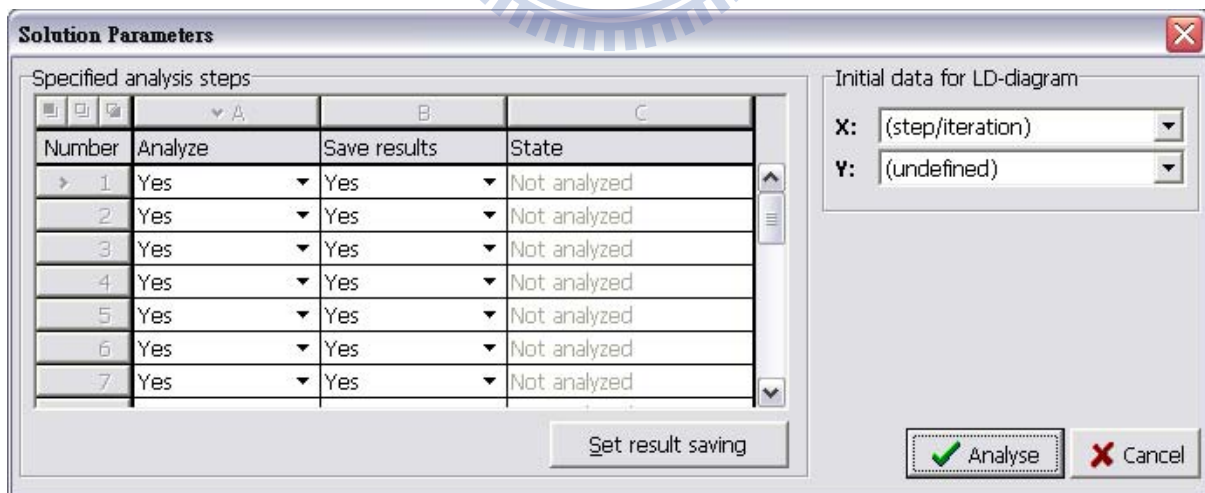 Solution Parameters
Specified analysis steps
A B C
Number Analyze Save results State
1 Yes Yes Not analyzed
2 Yes Yes Not analyzed
3 Yes Yes Not analyzed
4 Yes Yes Not analyzed
5 Yes Yes Not analyzed
6 Yes Yes Not analyzed
7 Yes Yes Not analyzed
Set result saving
Initial data for LD-diagram
X: (step/iteration)
Y: (undefined)
Analyse Cancel